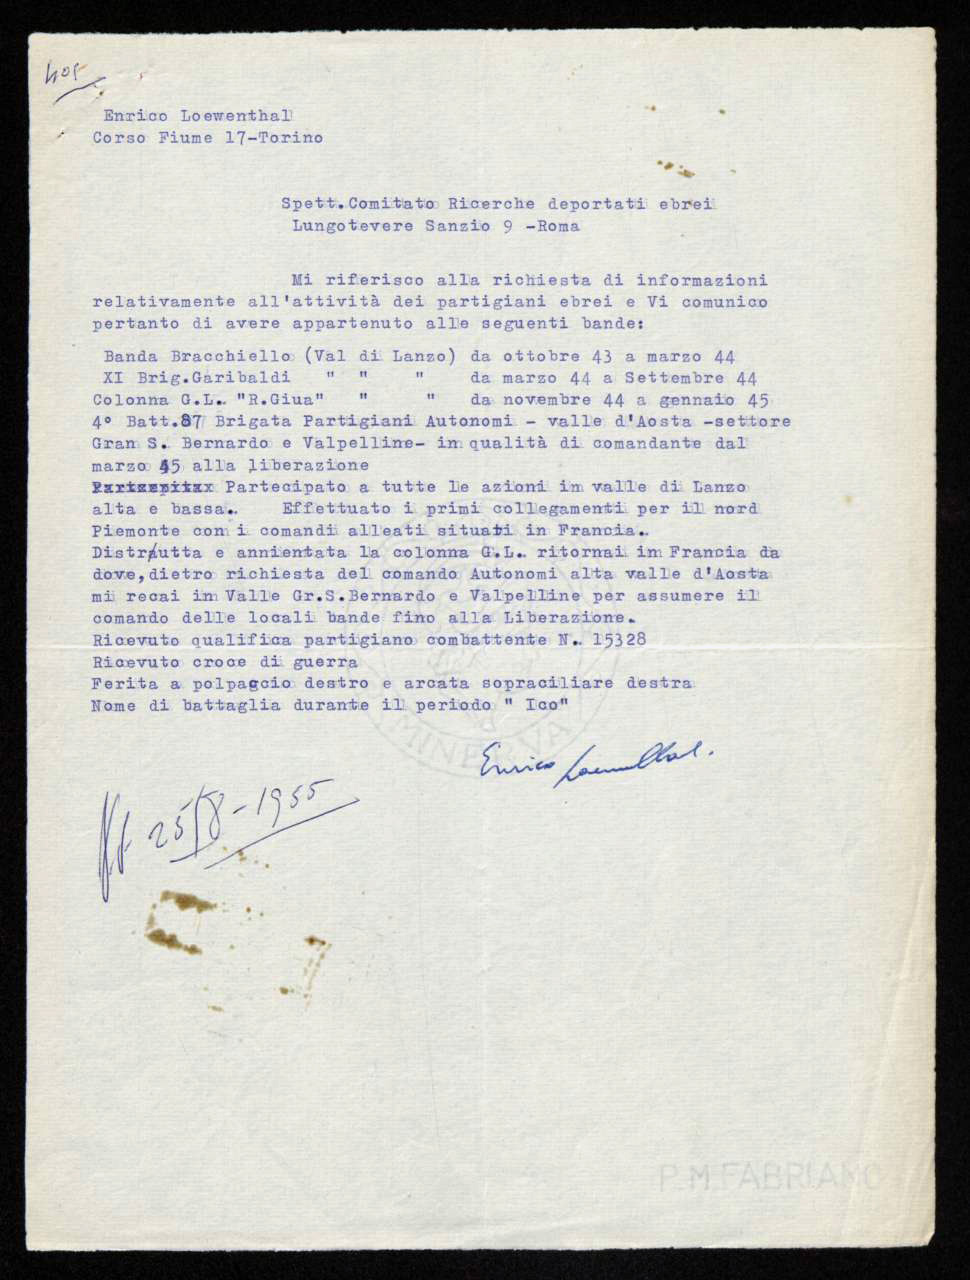 405
Enrico Loewenthal
Corso Fiume 17-Torino
Spett.Comitato Ricerche deportati ebrei
Lungotevere Sanzio 9 -Roma
Mi riferisco alla richiesta di informazioni
relativamente all'attività dei partigiani ebrei e Vi comunico
pertanto di avere appartenuto alle seguenti bande:
Banda Bracchiello (Val di Lanzo) da ottobre 43 a marzo 44
XI Brig.Garibaldi " " " da marzo 44 a Settembre 44
Colonna G.L. "R.Giua" " " da novembre 44 a gennaio 45
4° Batt.87 Brigata Partigiani Autonomi - valle d'Aosta -settore
Gran S. Bernardo e Valpelline- in qualità di comandante dal
marzo 45 alla liberazione
Partecipato a tutte le azioni in valle di Lanzo
alta e bassa. Effettuato i primi collegamenti per il nord
Piemonte con i comandi alleati situati in Francia.
Distrutta e annientata la colonna G.L. ritornai in Francia da
dove,dietro richiesta del comando Autonomi alta valle d'Aosta
mi recai in Valle Gr.S.Bernardo e Valpelline per assumere il
comando delle locali bande fino alla Liberazione.
Ricevuto qualifica partigiano combattente N. 15328
Ricevuto croce di guerra
Ferita a polpaccio destro e arcata sopraciliare destra
Nome di battaglia durante il periodo " Ico"
Enrico Loewenthal.
25/8-1955
MINERVA
P.M.FABRIANO